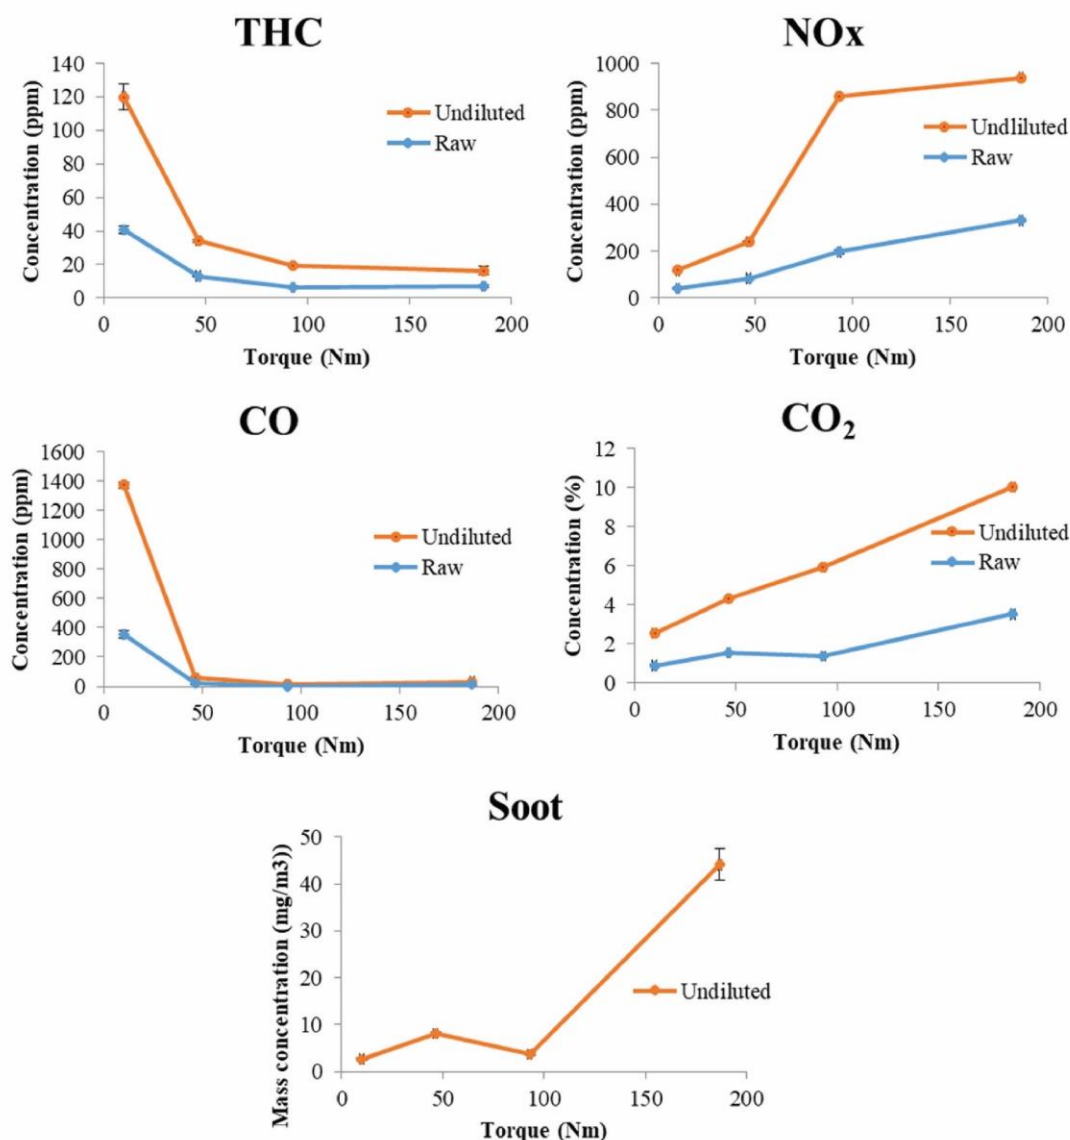 THC
140
120
100
80
60
40
20
0
Concentration (ppm)
0 50 100 150 200
Torque (Nm)
Undiluted
Raw
NOx
1000
800
600
400
200
0
Concentration (ppm)
0 50 100 150 200
Torque (Nm)
Undliluted
Raw
CO
1600
1400
1200
1000
800
600
400
200
0
Concentration (ppm)
0 50 100 150 200
Torque (Nm)
Undiluted
Raw
CO₂
12
10
8
6
4
2
0
Concentration (%)
0 50 100 150 200
Torque (Nm)
Undiluted
Raw
Soot
50
40
30
20
10
0
Mass concentration (mg/m3))
0 50 100 150 200
Torque (Nm)
Undiluted